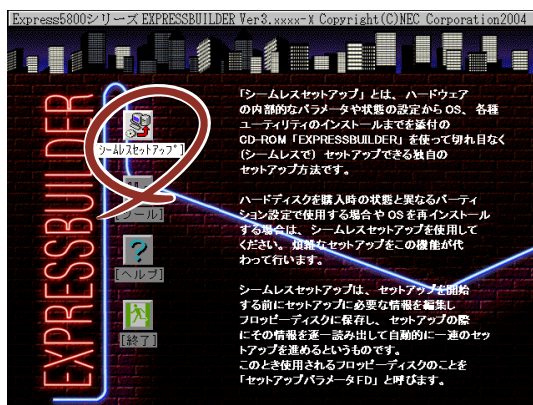 Express5800シリーズ EXPRESSBUILDER Ver3.xxxx-X Copyright(C)NEC Corporation2004
EXPRESSBUILDER
シームレスセットアップ]
ツール]
[ヘルプ]
[終了]
「シームレスセットアップ」とは、 ハードウェア
の内部的なパラメータや状態の設定から OS、 各種
ユーティリティのインストールまでを添付の
CD-ROM「EXPRESSBUILDER」を使って切れ目なく
(シームレスで) セットアップできる独自の
セットアップ方法です。
ハードディスクを購入時の状態と異なるパーティ
ション設定で使用する場合や OS を再インストール
する場合は、 シームレスセットアップを使用して
ください。 煩雑なセットアップをこの機能が代
わって行います。
シームレスセットアップは、 セットアップを開始
する前にセットアップに必要な情報を編集し
フロッピーディスクに保存し、 セットアップの際
にその情報を逐一読み出して自動的に一連のセッ
トアップを進めるというものです。
このとき使用されるフロッピーディスクのことを
「セットアップパラメータFD」と呼びます。